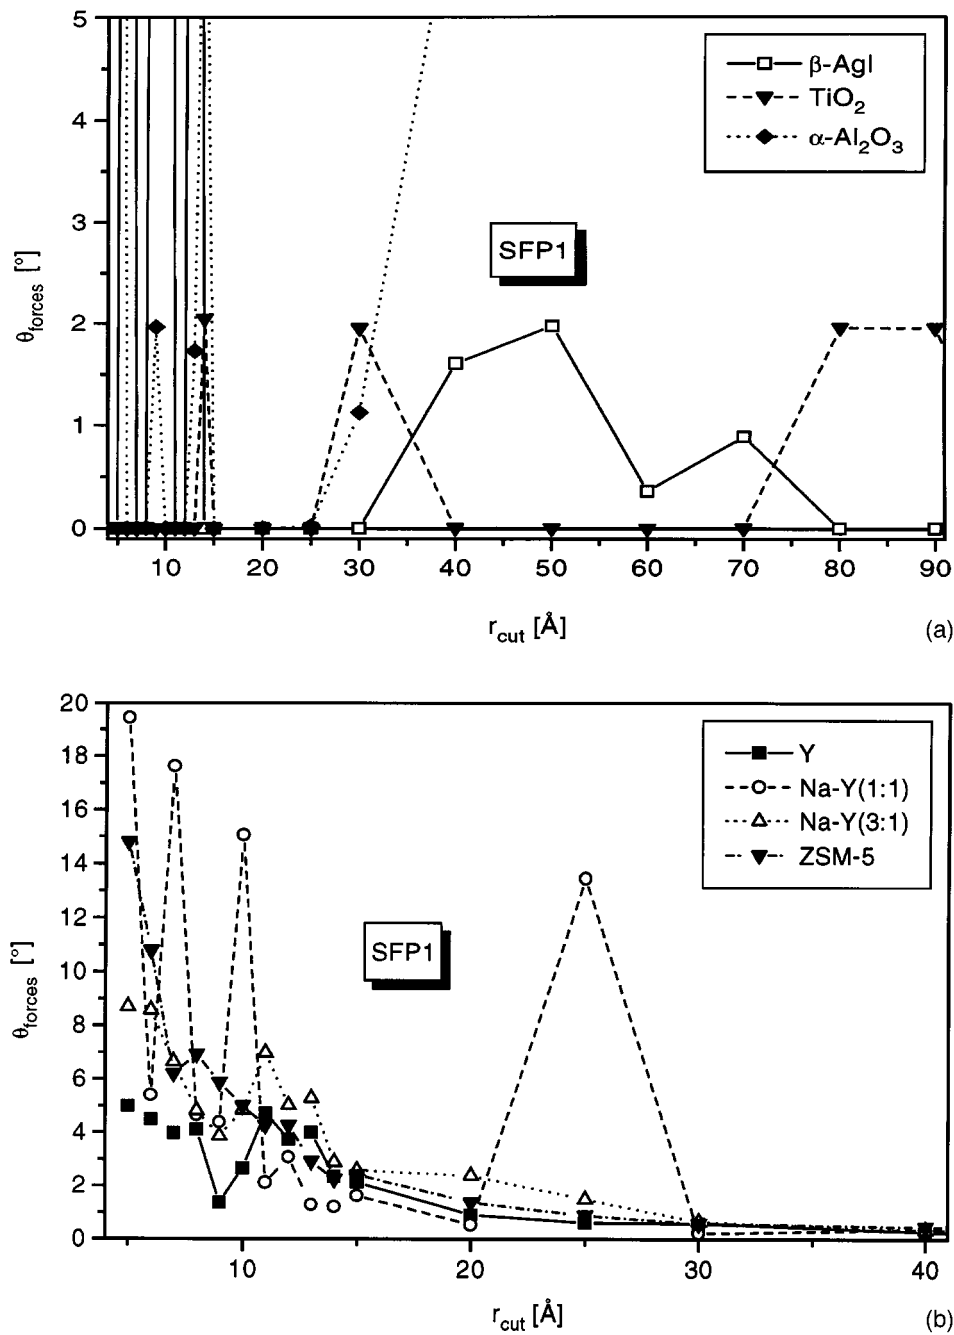 5
4
3
2
1
0
θforces [°]
β-AgI
TiO2
α-Al2O3
SFP1
10 20 30 40 50 60 70 80 90
rcut [Å]
(a)
20
18
16
14
12
10
8
6
4
2
0
θforces [°]
Y
Na-Y(1:1)
Na-Y(3:1)
ZSM-5
SFP1
10 20 30 40
rcut [Å]
(b)